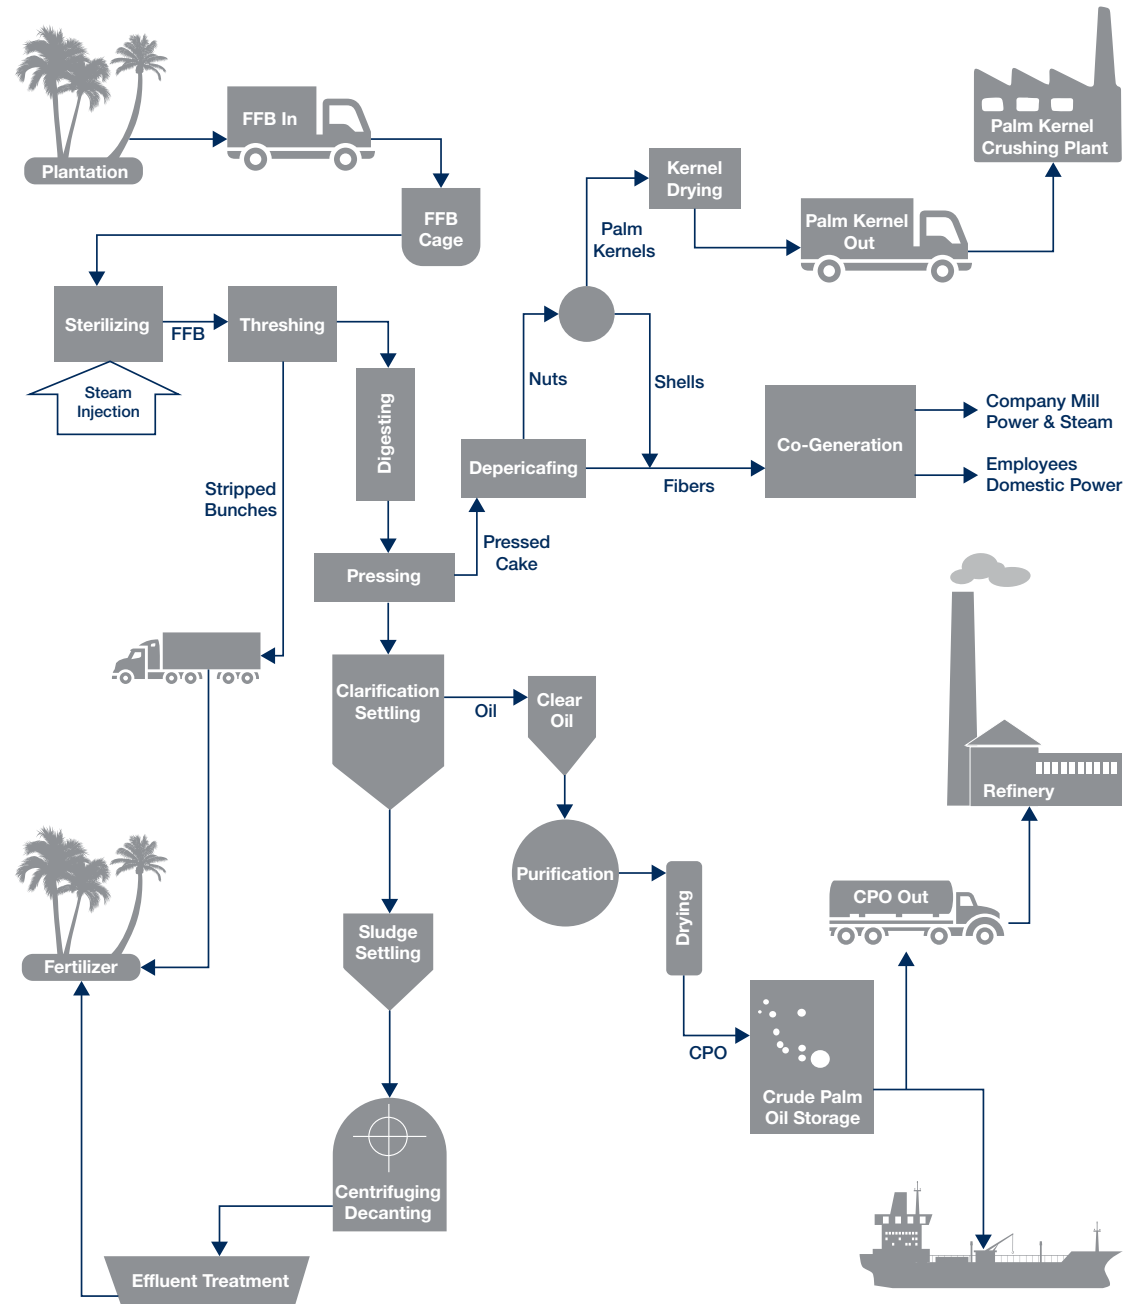 Plantation
FFB In
FFB
Cage
Sterilizing
FFB
Threshing
Steam
Injection
Stripped
Bunches
Digesting
Pressing
Pressed
Cake
Depericafing
Nuts
Palm
Kernels
Shells
Fibers
Kernel
Drying
Palm Kernel
Out
Palm Kernel
Crushing Plant
Co-Generation
Company Mill
Power & Steam
Employees
Domestic Power
Clarification
Settling
Oil
Clear
Oil
Purification
Drying
CPO
Crude Palm
Oil Storage
CPO Out
Refinery
Sludge
Settling
Centrifuging
Decanting
Effluent Treatment
Fertilizer